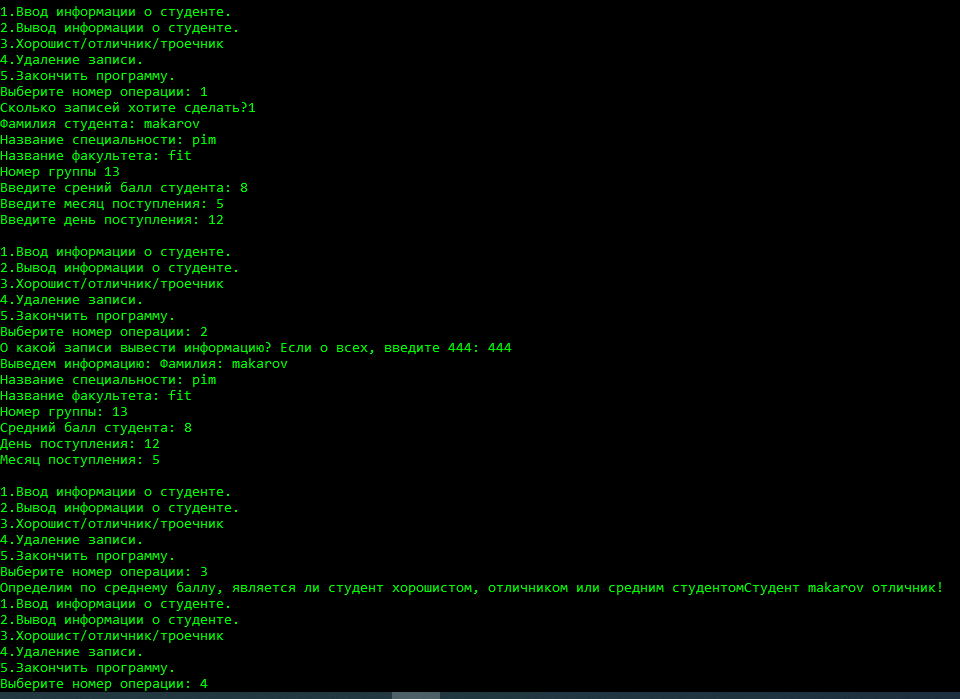 1.Ввод информации о студенте.
2.Вывод информации о студенте.
3.Хорошист/отличник/троечник
4.Удаление записи.
5.Закончить программу.
Выберите номер операции: 1
Сколько записей хотите сделать?1
Фамилия студента: makarov
Название специальности: pim
Название факультета: fit
Номер группы 13
Введите срений балл студента: 8
Введите месяц поступления: 5
Введите день поступления: 12
1.Ввод информации о студенте.
2.Вывод информации о студенте.
3.Хорошист/отличник/троечник
4.Удаление записи.
5.Закончить программу.
Выберите номер операции: 2
О какой записи вывести информацию? Если о всех, введите 444: 444
Выведем информацию: Фамилия: makarov
Название специальности: pim
Название факультета: fit
Номер группы: 13
Средний балл студента: 8
День поступления: 12
Месяц поступления: 5
1.Ввод информации о студенте.
2.Вывод информации о студенте.
3.Хорошист/отличник/троечник
4.Удаление записи.
5.Закончить программу.
Выберите номер операции: 3
Определим по среднему баллу, является ли студент хорошистом, отличником или средним студентомСтудент makarov отличник!
1.Ввод информации о студенте.
2.Вывод информации о студенте.
3.Хорошист/отличник/троечник
4.Удаление записи.
5.Закончить программу.
Выберите номер операции: 4